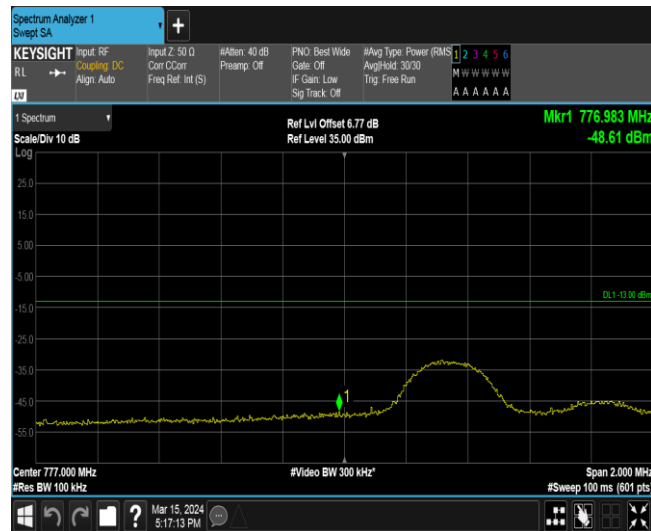 Spectrum Analyzer 1
Swept SA
+
KEYSIGHT
RL
LXI
Input: RF
Coupling: DC
Align: Auto
Input Z: 50 Ω
Corr CCorr
Freq Ref: Int (S)
#Atten: 40 dB
Preamp: Off
PNO: Best Wide
Gate: Off
IF Gain: Low
Sig Track: Off
#Avg Type: Power (RMS
Avg|Hold: 30/30
Trig: Free Run
1 2 3 4 5 6
M W W W W W
A A A A A A
1 Spectrum
Scale/Div 10 dB
Ref Lvl Offset 6.77 dB
Ref Level 35.00 dBm
Mkr1 776.983 MHz
-48.61 dBm
Log
25.0
15.0
5.00
-5.00
DL1 -13.00 dBm
-15.0
-25.0
-35.0
-45.0
1
-55.0
Center 777.000 MHz
#Res BW 100 kHz
#Video BW 300 kHz*
Span 2.000 MHz
#Sweep 100 ms (601 pts)
?
Mar 15, 2024
5:17:13 PM